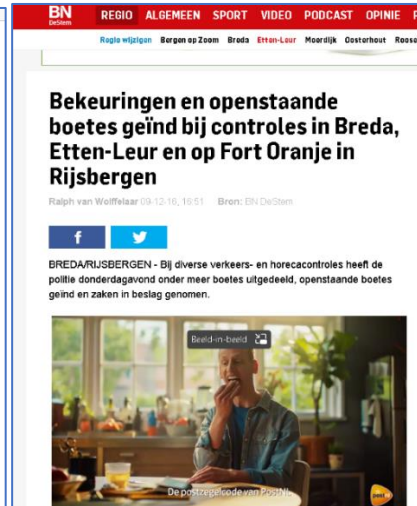 BN
DeStem
REGIO ALGEMEEN SPORT VIDEO PODCAST OPINIE
Regio wijzigen Bergen op Zoom Breda Etten-Leur Moerdijk Oosterhout
Bekeuringen en openstaande
boetes geïnd bij controles in Breda,
Etten-Leur en op Fort Oranje in
Rijsbergen
Ralph van Wolffelaar 09-12-16, 16:51 Bron: BN DeStem
BREDA/RIJSBERGEN - Bij diverse verkeers- en horecacontroles heeft de
politie donderdagavond onder meer boetes uitgedeeld, openstaande boetes
geïnd en zaken in beslag genomen.
Beeld-in-beeld
De postzegelcode van PostNL
postnl